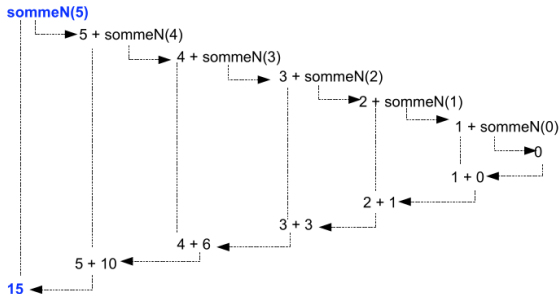 sommeN(5)
5 + sommeN(4)
4 + sommeN(3)
3 + sommeN(2)
2 + sommeN(1)
1 + sommeN(0)
0
1 + 0
2 + 1
3 + 3
4 + 6
5 + 10
15